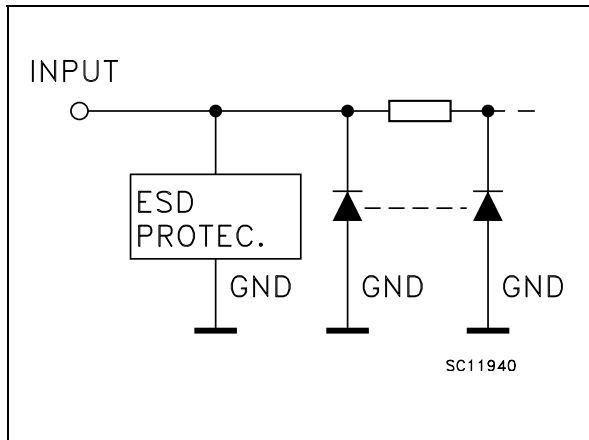 INPUT
ESD
PROTEC.
GND
GND
GND
SC11940